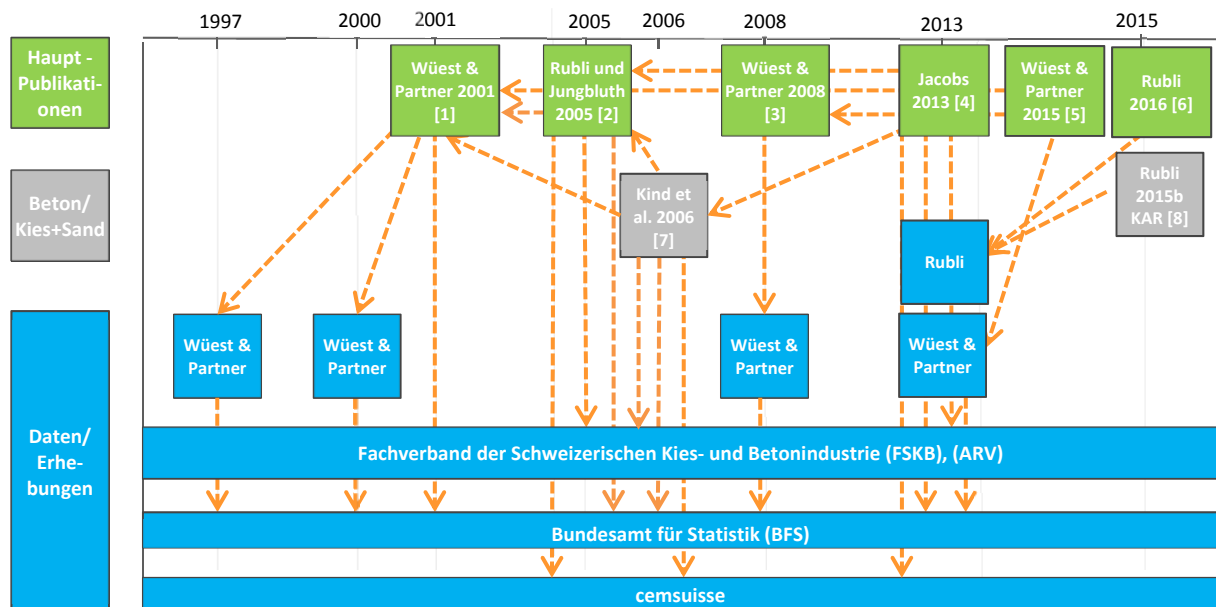 1997
2000
2001
2005
2006
2008
2013
2015
Haupt -
Publikati-
onen
Wüest &
Partner 2001
[1]
Rubli und
Jungbluth
2005 [2]
Wüest &
Partner 2008
[3]
Jacobs
2013 [4]
Wüest &
Partner
2015 [5]
Rubli
2016 [6]
Beton/
Kies+Sand
Kind et
al. 2006
[7]
Rubli
2015b
KAR [8]
Rubli
Daten/
Erhe-
bungen
Wüest &
Partner
Wüest &
Partner
Wüest &
Partner
Wüest &
Partner
Fachverband der Schweizerischen Kies- und Betonindustrie (FSKB), (ARV)
Bundesamt für Statistik (BFS)
cemsuisse